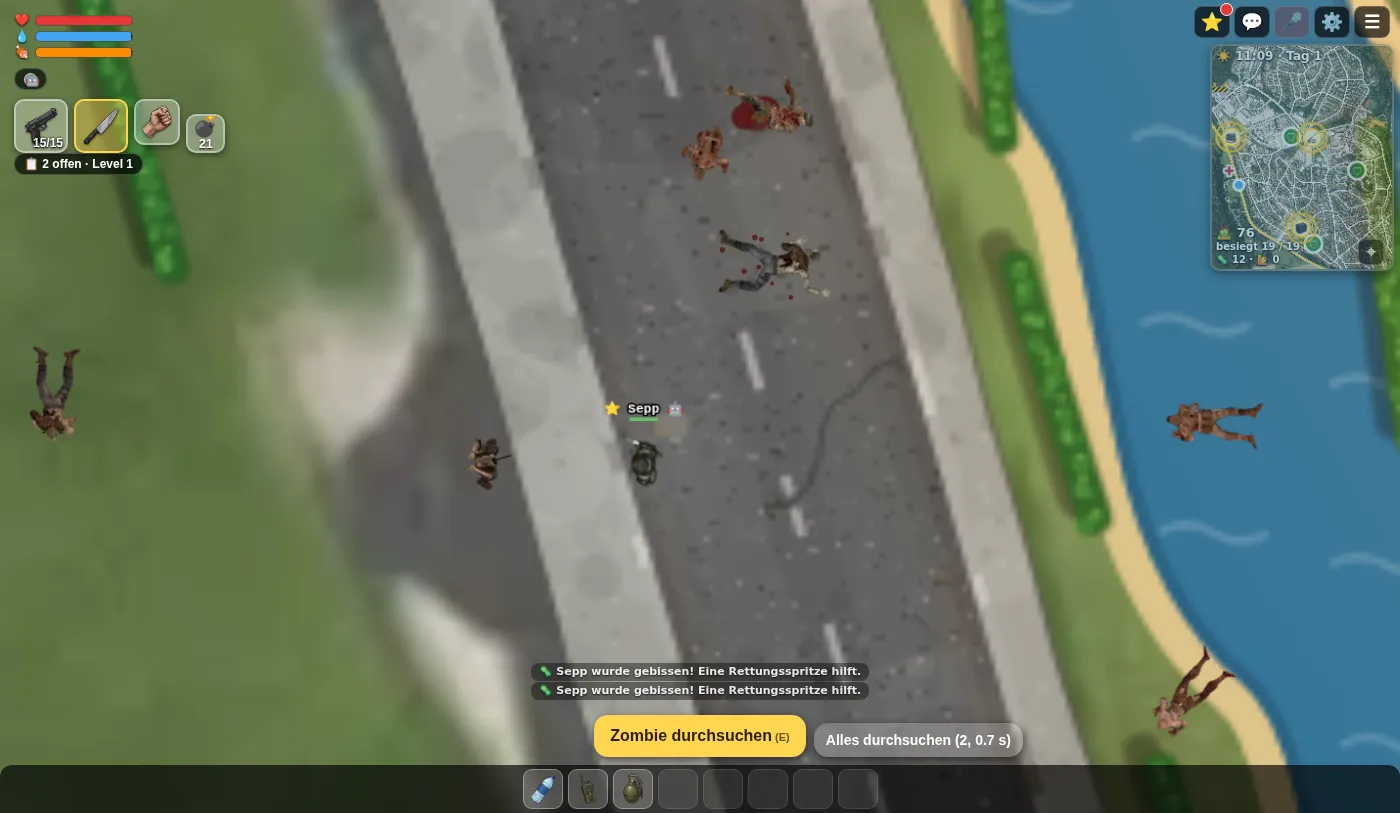 11:09 · Tag 1
15/15
21
2 offen · Level 1
76
besiegt 19 / 19
12 · 0
Sepp
Sepp wurde gebissen! Eine Rettungsspritze hilft.
Sepp wurde gebissen! Eine Rettungsspritze hilft.
Zombie durchsuchen (E)
Alles durchsuchen (2, 0.7 s)